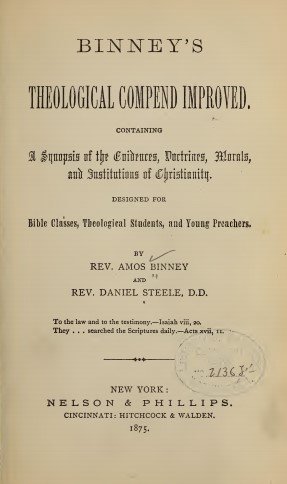 BINNEY'S
THEOLOGICAL COMPEND IMPROVED.
CONTAINING
A Synopsis of the Evidences, Doctrines, Morals,
and Institutions of Christianity.
DESIGNED FOR
Bible Classes, Theological Students, and Young Preachers.
BY
REV. AMOS BINNEY
AND
REV. DANIEL STEELE, D.D.
To the law and to the testimony.—Isaiah viii, 20.
They . . . searched the Scriptures daily.—Acts xvii, 11.
NEW YORK:
NELSON & PHILLIPS.
CINCINNATI: HITCHCOCK & WALDEN.
1875.